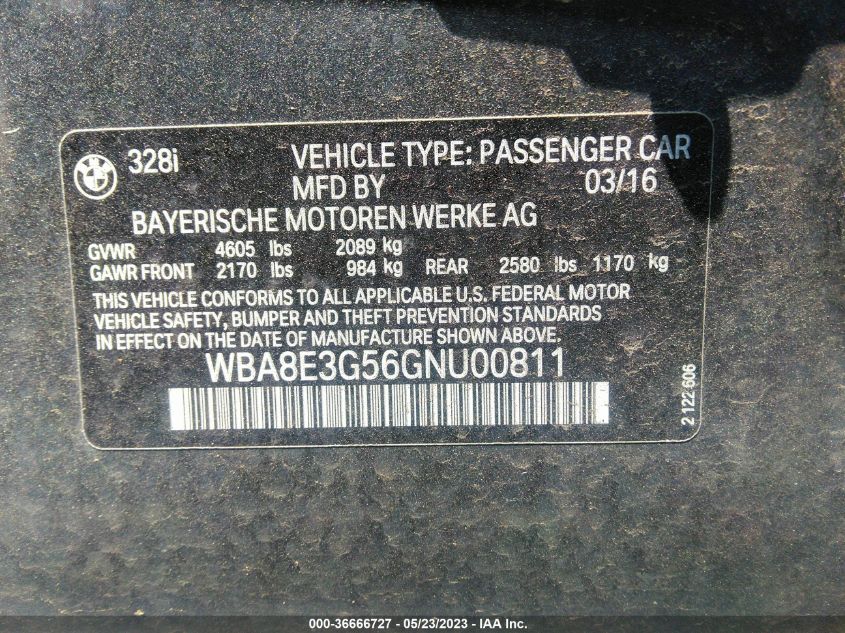 328i VEHICLE TYPE: PASSENGER CAR
MFD BY 03/16
BAYERISCHE MOTOREN WERKE AG
GVWR 4605 lbs 2089 kg
GAWR FRONT 2170 lbs 984 kg REAR 2580 lbs 1170 kg
THIS VEHICLE CONFORMS TO ALL APPLICABLE U.S. FEDERAL MOTOR
VEHICLE SAFETY, BUMPER AND THEFT PREVENTION STANDARDS
IN EFFECT ON THE DATE OF MANUFACTURE SHOWN ABOVE.
WBA8E3G56GNU00811
2 122 606
000-36666727 - 05/23/2023 - IAA Inc.